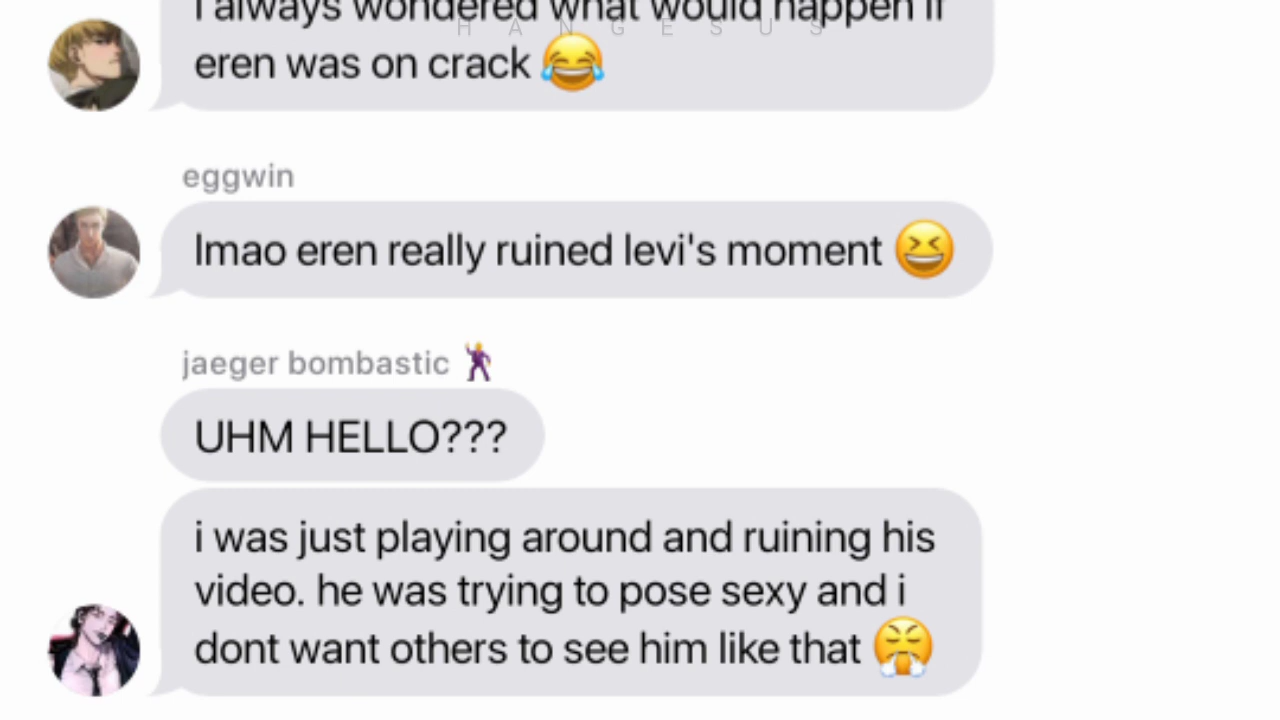 i always wondered what would happen if
HANGESUS
eren was on crack 😂
eggwin
lmao eren really ruined levi's moment 😆
jaeger bombastic 🕺
UHM HELLO???
i was just playing around and ruining his
video. he was trying to pose sexy and i
dont want others to see him like that 😤